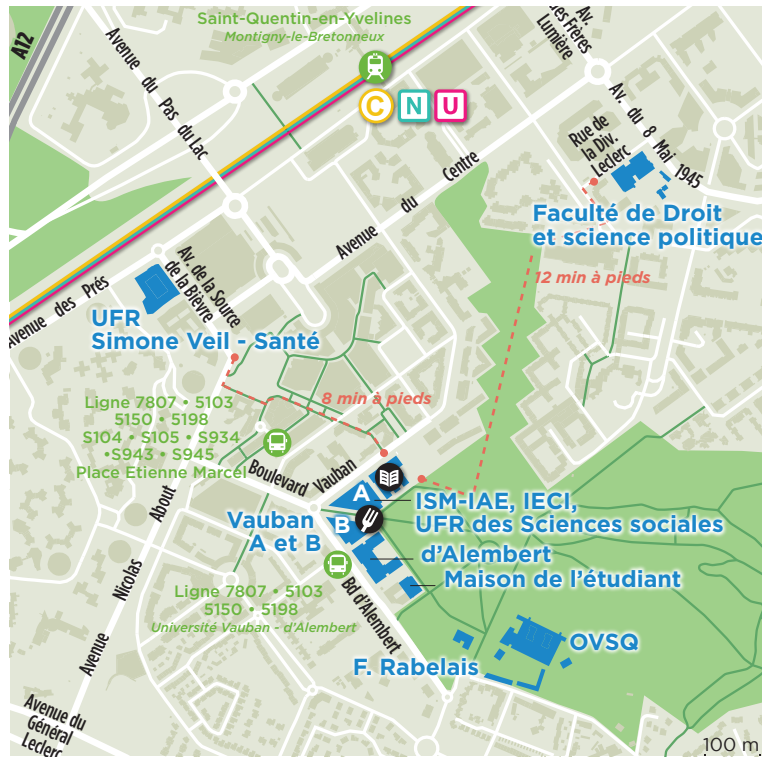 Saint-Quentin-en-Yvelines
Montigny-le-Bretonneux
A12
Avenue du Pas du Lac
C N U
Av.
des Frères
Lumière
Av. du 8 Mai 1945
Rue de
la Div.
Leclerc
Avenue du Centre
Faculté de Droit
et science politique
12 min à pieds
Avenue des Prés
Av. de la Source
de la Bièvre
UFR
Simone Veil - Santé
8 min à pieds
Ligne 7807 • 5103
5150 • 5198
S104 • S105 • S934
•S943 • S945
Place Etienne Marcel
Boulevard Vauban
A
B
Vauban
A et B
ISM-IAE, IECI,
UFR des Sciences sociales
d'Alembert
Maison de l'étudiant
Ligne 7807 • 5103
5150 • 5198
Université Vauban - d'Alembert
Bd d'Alembert
Avenue Nicolas About
F. Rabelais
OVSQ
Avenue du
Général
Leclerc
100 m